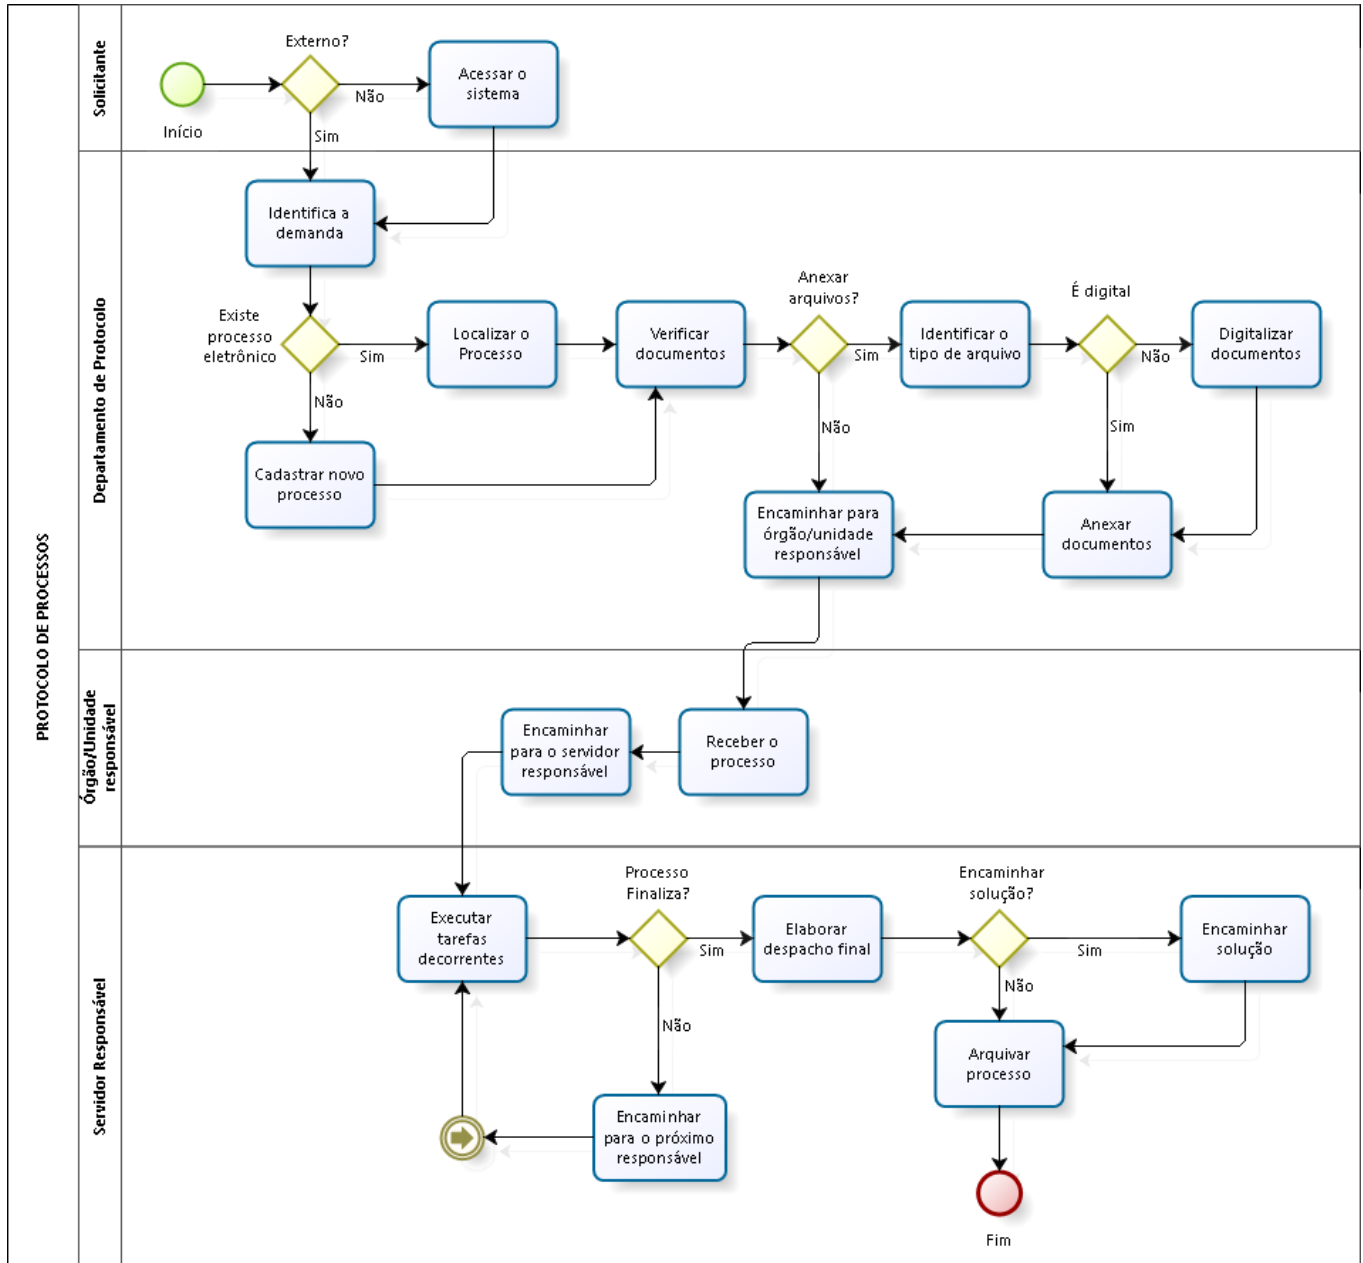 PROTOCOLO DE PROCESSOS
Solicitante
Externo?
Início
Não
Sim
Acessar o
sistema
Departamento de Protocolo
Identifica a
demanda
Existe
processo
eletrônico
Sim
Não
Localizar o
Processo
Verificar
documentos
Anexar
arquivos?
Sim
Não
Identificar o
tipo de arquivo
É digital
Não
Sim
Digitalizar
documentos
Cadastrar novo
processo
Encaminhar para
órgão/unidade
responsável
Anexar
documentos
Órgão/Unidade
responsável
Encaminhar
para o servidor
responsável
Receber o
processo
Servidor Responsável
Executar
tarefas
decorrentes
Processo
Finaliza?
Sim
Não
Elaborar
despacho final
Encaminhar
solução?
Sim
Não
Encaminhar
solução
Arquivar
processo
Encaminhar
para o próximo
responsável
Fim